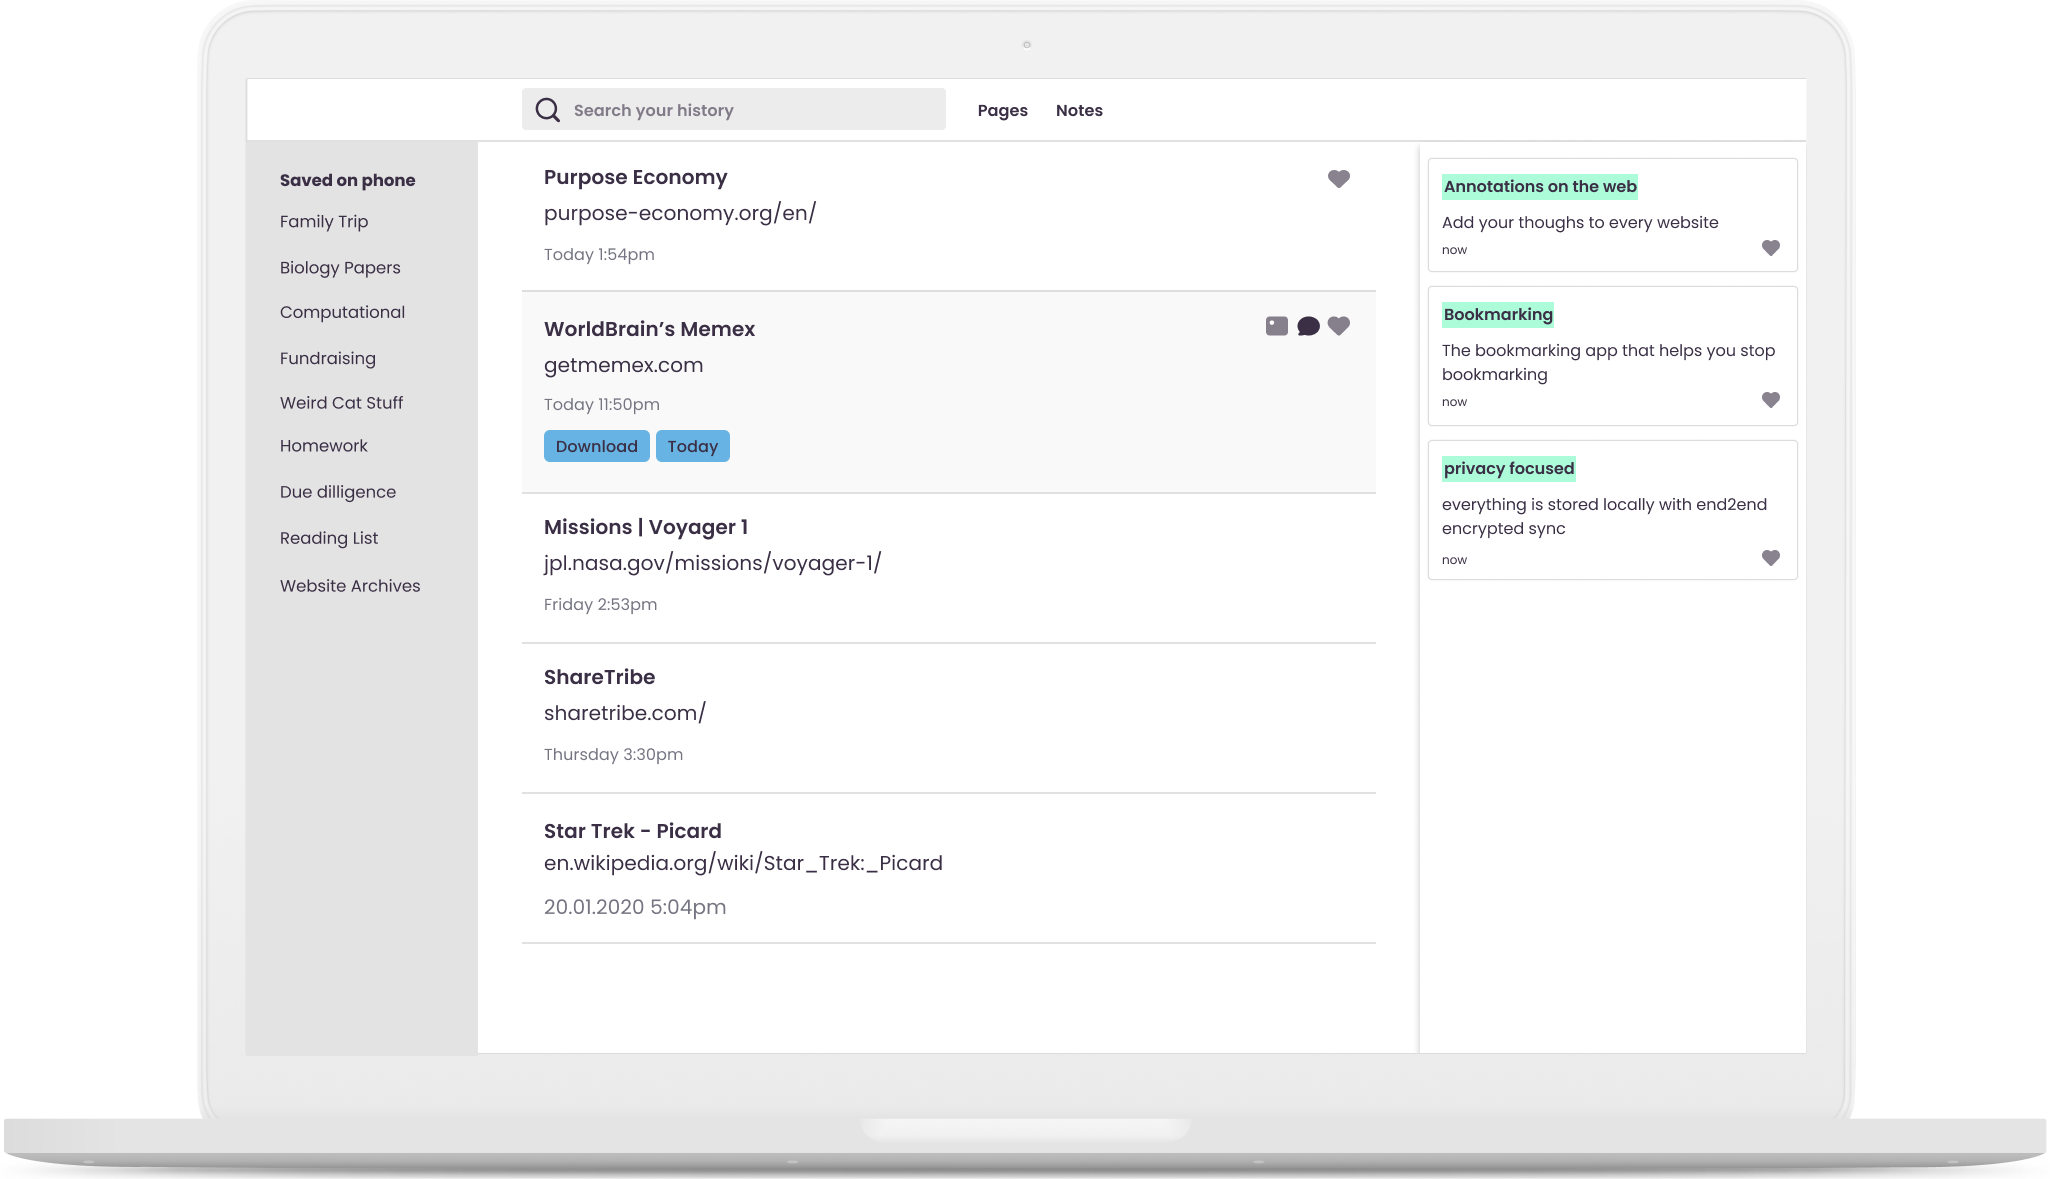 Search your history
Pages
Notes
Saved on phone
Family Trip
Biology Papers
Computational
Fundraising
Weird Cat Stuff
Homework
Due dilligence
Reading List
Website Archives
Purpose Economy
purpose-economy.org/en/
Today 1:54pm
WorldBrain’s Memex
getmemex.com
Today 11:50pm
Download
Today
Missions | Voyager 1
jpl.nasa.gov/missions/voyager-1/
Friday 2:53pm
ShareTribe
sharetribe.com/
Thursday 3:30pm
Star Trek - Picard
en.wikipedia.org/wiki/Star_Trek:_Picard
20.01.2020 5:04pm
Annotations on the web
Add your thoughs to every website
now
Bookmarking
The bookmarking app that helps you stop
bookmarking
now
privacy focused
everything is stored locally with end2end
encrypted sync
now